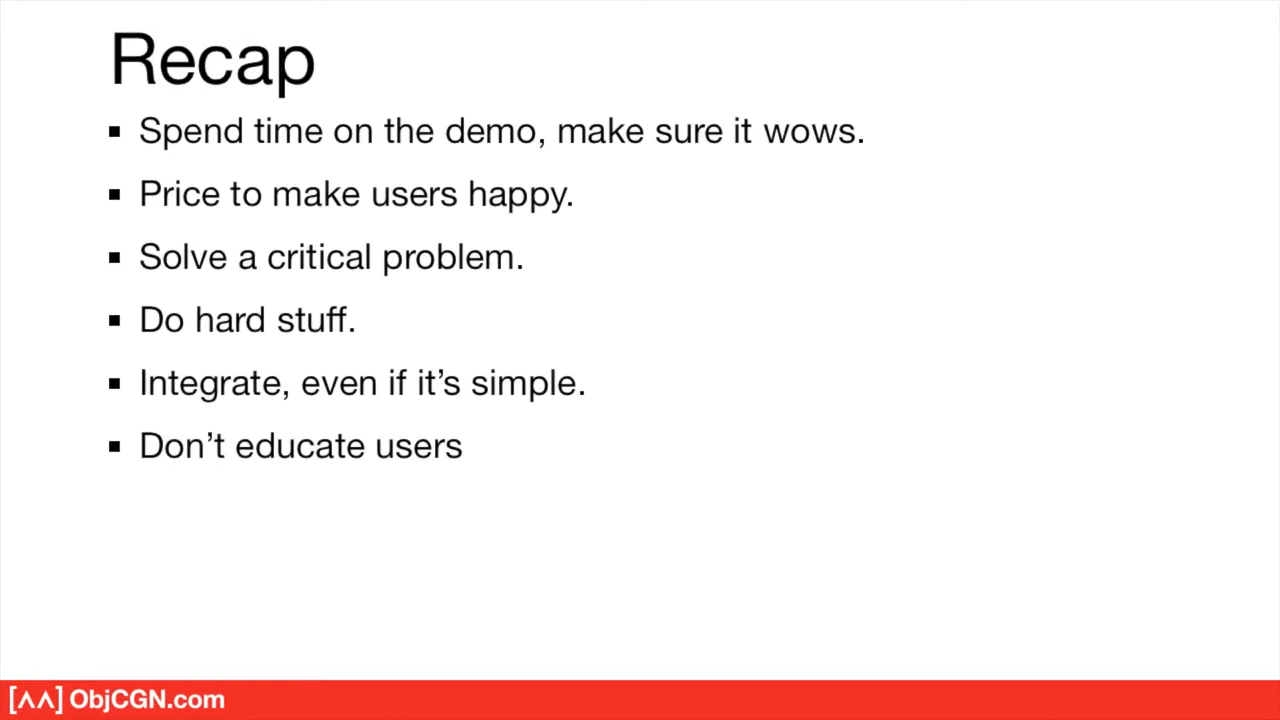 Recap
▪ Spend time on the demo, make sure it wows.
▪ Price to make users happy.
▪ Solve a critical problem.
▪ Do hard stuff.
▪ Integrate, even if it’s simple.
▪ Don’t educate users
[ʌʌ] ObjCGN.com